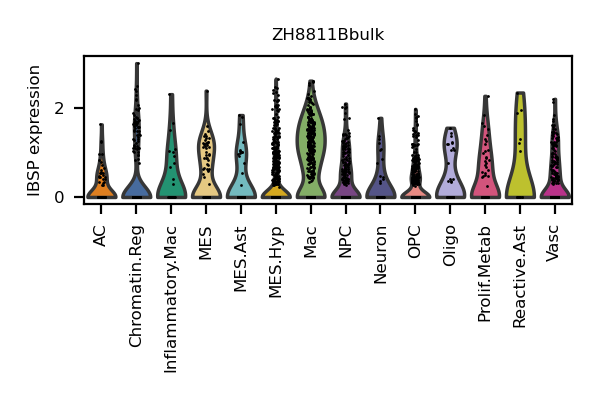 ZH8811Bbulk
IBSP expression
2
0
AC
Chromatin.Reg
Inflammatory.Mac
MES
MES.Ast
MES.Hyp
Mac
NPC
Neuron
OPC
Oligo
Prolif.Metab
Reactive.Ast
Vasc